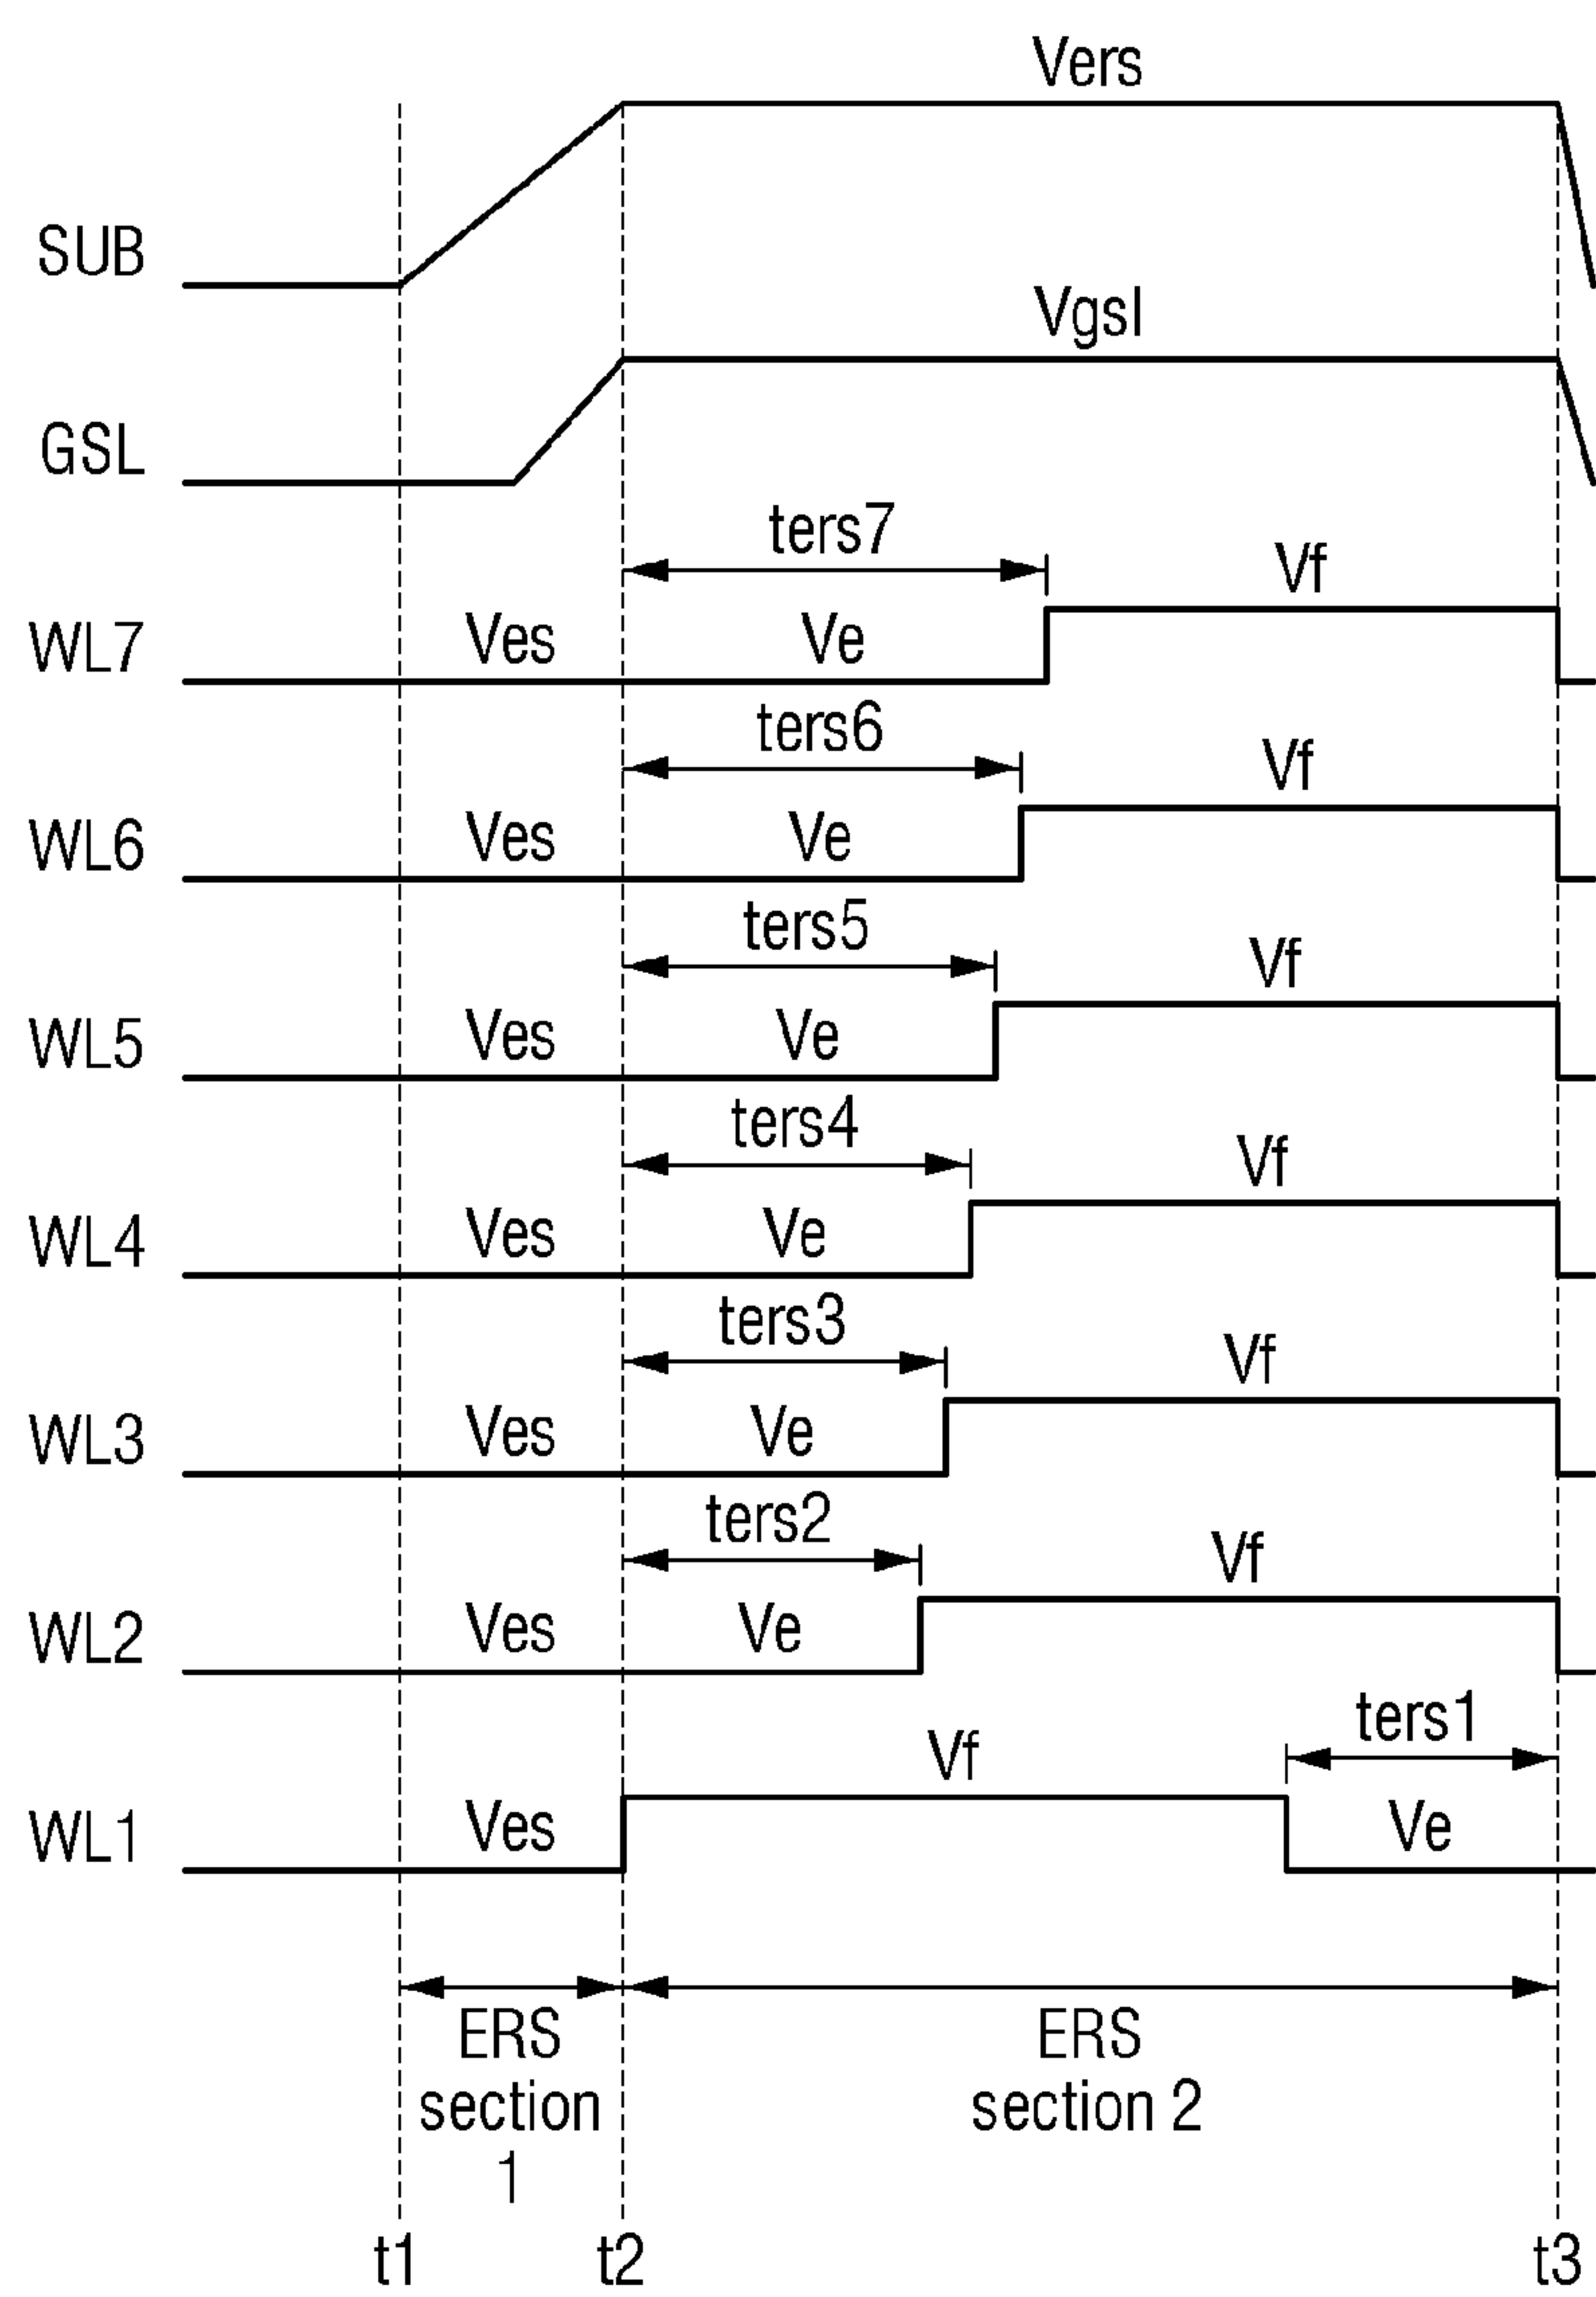 Vers
SUB
Vgsl
GSL
ters7
Vf
WL7 Ves Ve
ters6
Vf
WL6 Ves Ve
ters5
Vf
WL5 Ves Ve
ters4
Vf
WL4 Ves Ve
ters3
Vf
WL3 Ves Ve
ters2
Vf
WL2 Ves Ve
ters1
Vf
WL1 Ves Ve
ERS
section
1
ERS
section 2
t1 t2 t3